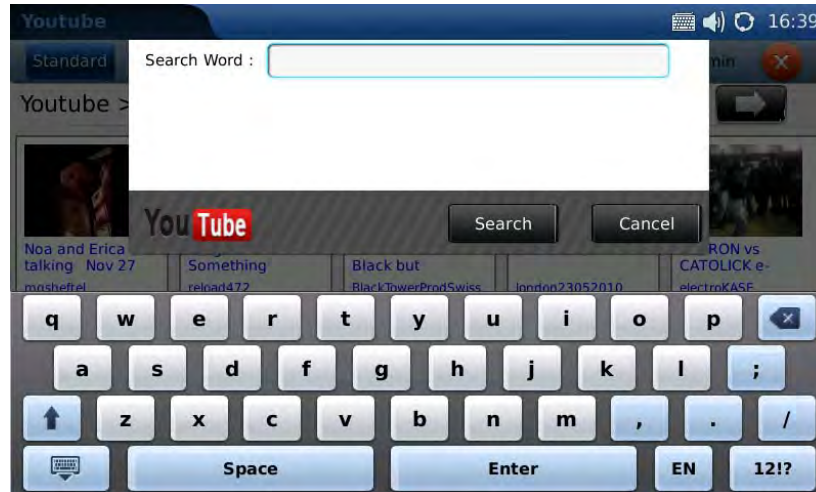 Youtube
16:39
Standard
Search Word :
min
X
Youtube >
YouTube
Search
Cancel
Noa and Erica
talking Nov 27
mosheftel
Something
reload472
Black but
BlackTowerProdSwiss
london23052010
RON vs
CATOLICK e-
electroKASE
q w e r t y u i o p
a s d f g h j k l ;
z x c v b n m , . /
Space Enter EN 12!?